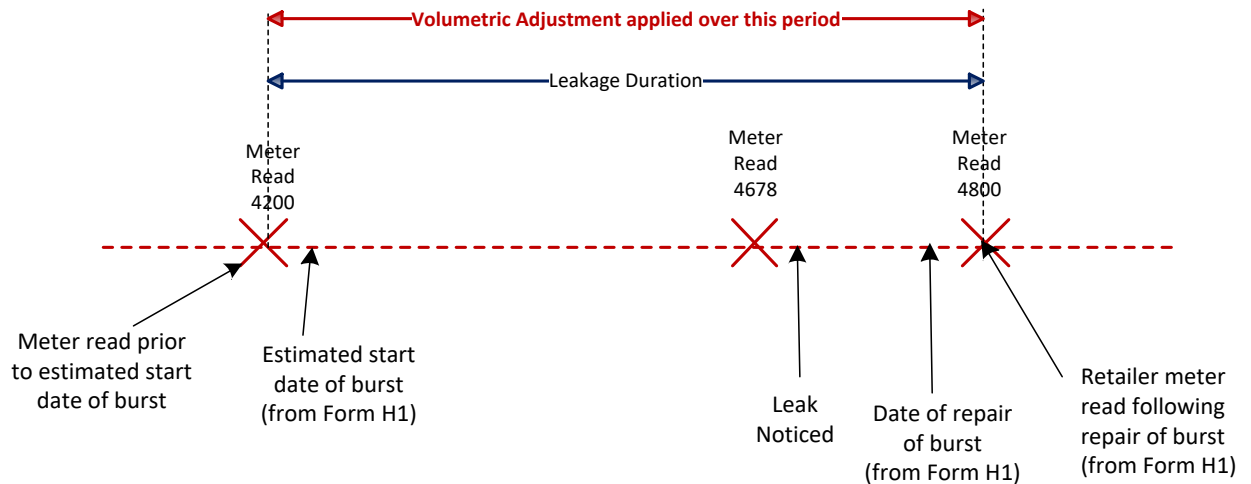 Volumetric Adjustment applied over this period
Leakage Duration
Meter
Read
4200
Meter
Read
4678
Meter
Read
4800
Meter read prior
to estimated start
date of burst
Estimated start
date of burst
(from Form H1)
Leak
Noticed
Date of repair
of burst
(from Form H1)
Retailer meter
read following
repair of burst
(from Form H1)